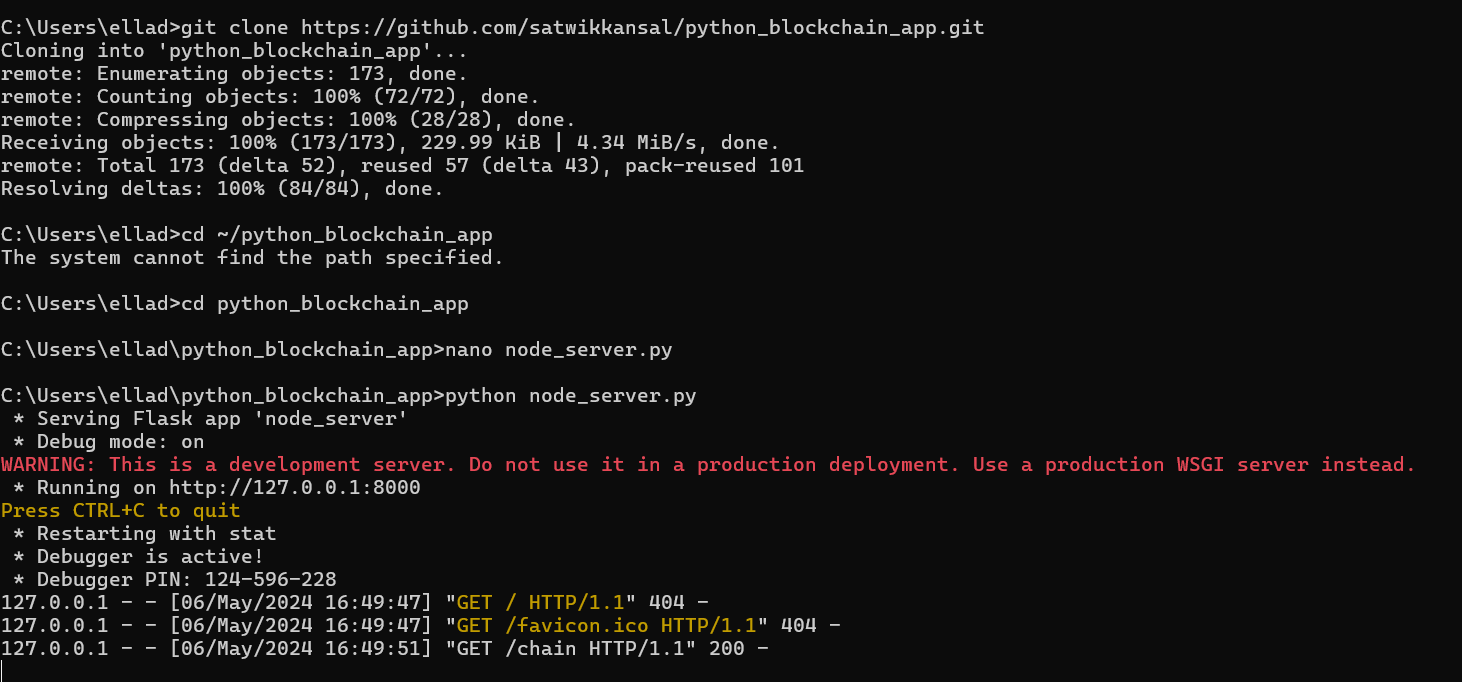 C:\Users\ellad>git clone https://github.com/satwikkansal/python_blockchain_app.git
Cloning into 'python_blockchain_app'...
remote: Enumerating objects: 173, done.
remote: Counting objects: 100% (72/72), done.
remote: Compressing objects: 100% (28/28), done.
Receiving objects: 100% (173/173), 229.99 KiB | 4.34 MiB/s, done.
remote: Total 173 (delta 52), reused 57 (delta 43), pack-reused 101
Resolving deltas: 100% (84/84), done.
C:\Users\ellad>cd ~/python_blockchain_app
The system cannot find the path specified.
C:\Users\ellad>cd python_blockchain_app
C:\Users\ellad\python_blockchain_app>nano node_server.py
C:\Users\ellad\python_blockchain_app>python node_server.py
 * Serving Flask app 'node_server'
 * Debug mode: on
WARNING: This is a development server. Do not use it in a production deployment. Use a production WSGI server instead.
 * Running on http://127.0.0.1:8000
Press CTRL+C to quit
 * Restarting with stat
 * Debugger is active!
 * Debugger PIN: 124-596-228
127.0.0.1 - - [06/May/2024 16:49:47] "GET / HTTP/1.1" 404 -
127.0.0.1 - - [06/May/2024 16:49:47] "GET /favicon.ico HTTP/1.1" 404 -
127.0.0.1 - - [06/May/2024 16:49:51] "GET /chain HTTP/1.1" 200 -